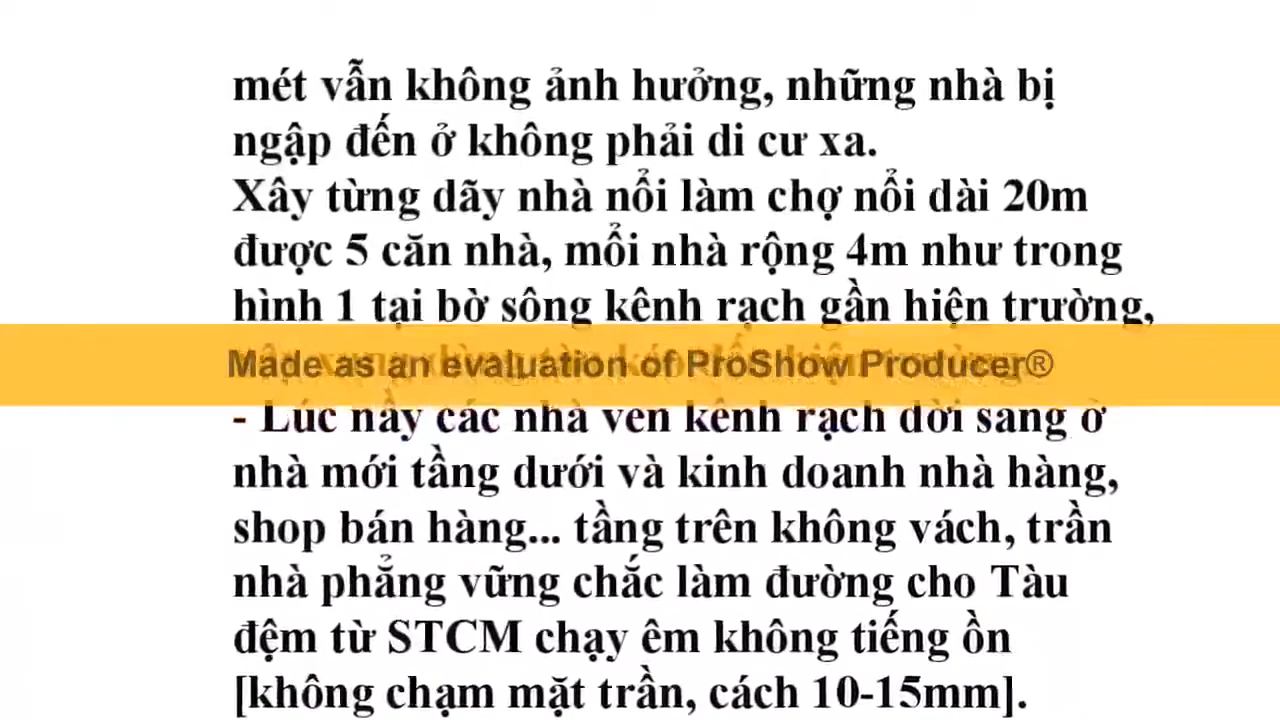 mét vẫn không ảnh hưởng, những nhà bị
ngập đến ở không phải di cư xa.
Xây từng dãy nhà nổi làm chợ nổi dài 20m
được 5 căn nhà, mổi nhà rộng 4m như trong
hình 1 tại bờ sông kênh rạch gần hiện trường,
Made as an evaluation of ProShow Producer®
- Lúc nầy các nhà ven kênh rạch dời sang ở
nhà mới tầng dưới và kinh doanh nhà hàng,
shop bán hàng... tầng trên không vách, trần
nhà phẳng vững chắc làm đường cho Tàu
đệm từ STCM chạy êm không tiếng ồn
[không chạm mặt trần, cách 10-15mm].